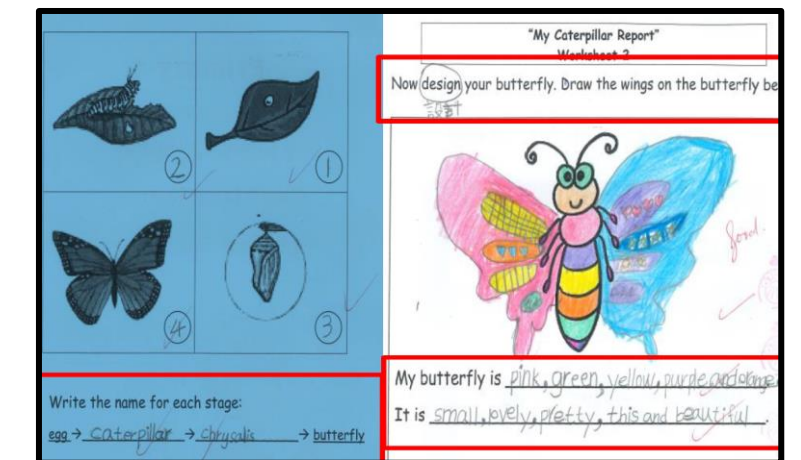 ②
①
④
③
Write the name for each stage:
egg → caterpillar → chrysalis → butterfly
"My Caterpillar Report"
Worksheet 3
Now design your butterfly. Draw the wings on the butterfly be
設計
good.
My butterfly is pink, green, yellow, purple and orange
It is small, lovely, pretty, this and beautiful.